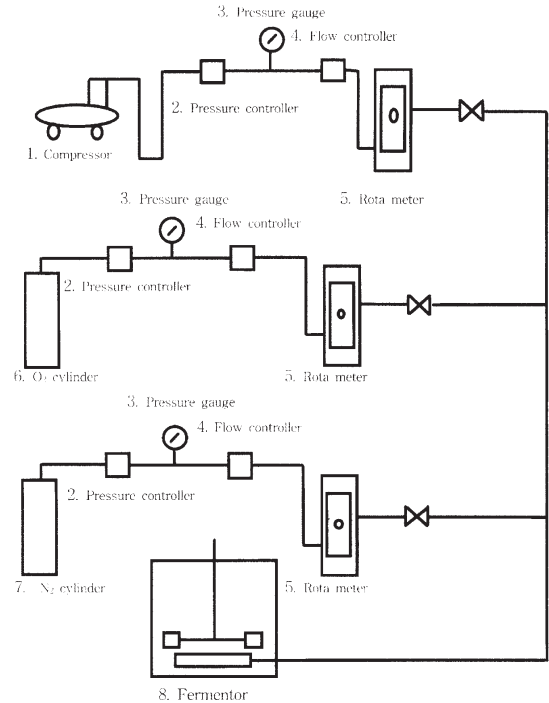 3. Pressure gauge
4. Flow controller
2. Pressure controller
1. Compressor
3. Pressure gauge
5. Rota meter
4. Flow controller
2. Pressure controller
6. O₂ cylinder
5. Rota meter
3. Pressure gauge
4. Flow controller
2. Pressure controller
7. N₂ cylinder
5. Rota meter
8. Fermentor